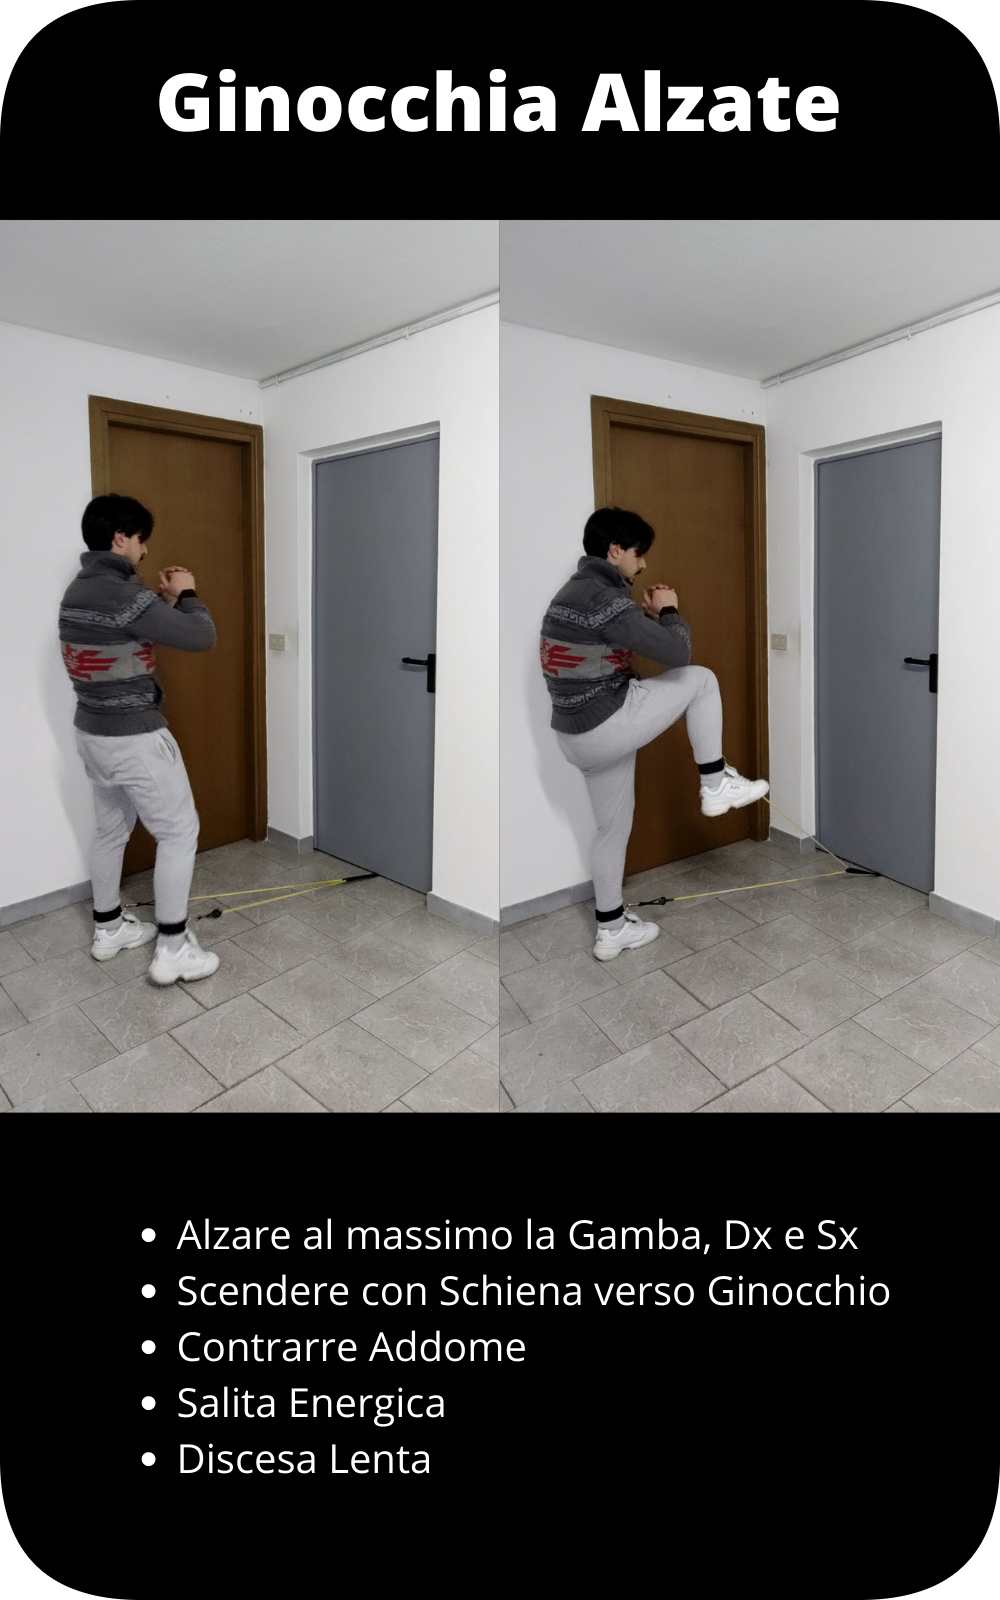 Ginocchia Alzate
• Alzare al massimo la Gamba, Dx e Sx
• Scendere con Schiena verso Ginocchio
• Contrarre Addome
• Salita Energica
• Discesa Lenta